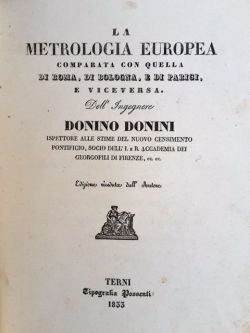 LA
METROLOGIA EUROPEA
COMPARATA CON QUELLA
DI ROMA, DI BOLOGNA, E DI PARIGI,
E VICEVERSA.
Dell' Ingegnere
DONINO DONINI
ISPETTORE ALLE STIME DEL NUOVO CENSIMENTO
PONTIFICIO, SOCIO DELL' I. e R. ACCADEMIA DEI
GEORGOFILI DI FIRENZE, ec. ec.
Edizione riveduta dall' Autore
TERNI
Tipografia Possenti
1833